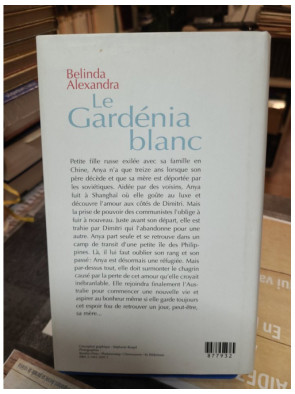 Belinda
Alexandra
Le
Gardénia
blanc
Petite fille russe exilée avec sa famille en
Chine, Anya n'a que treize ans lorsque son
père décède et que sa mère est déportée par
les soviétiques. Aidée par des voisins, Anya
fuit à Shanghai où elle goûte au luxe et
découvre l'amour aux côtés de Dimitri. Mais
la prise de pouvoir des communistes l'oblige à
fuir à nouveau. Juste avant son départ, elle est
trahie par Dimitri qui l'abandonne pour une
autre. Anya part seule et se retrouve dans un
camp de transit d'une petite île des Philip-
pines. Là, il lui faut oublier son rang et son
passé : Anya est désormais une réfugiée. Mais
par-dessus tout, elle doit surmonter le chagrin
causé par la perte de cet amour qu'elle croyait
inébranlable. Elle rejoindra finalement l'Aus-
tralie pour commencer une nouvelle vie et
aspirer au bonheur même si elle garde toujours
cet espoir fou de retrouver un jour, peut-être,
sa mère...
877932
qui va
En
AIDEZ